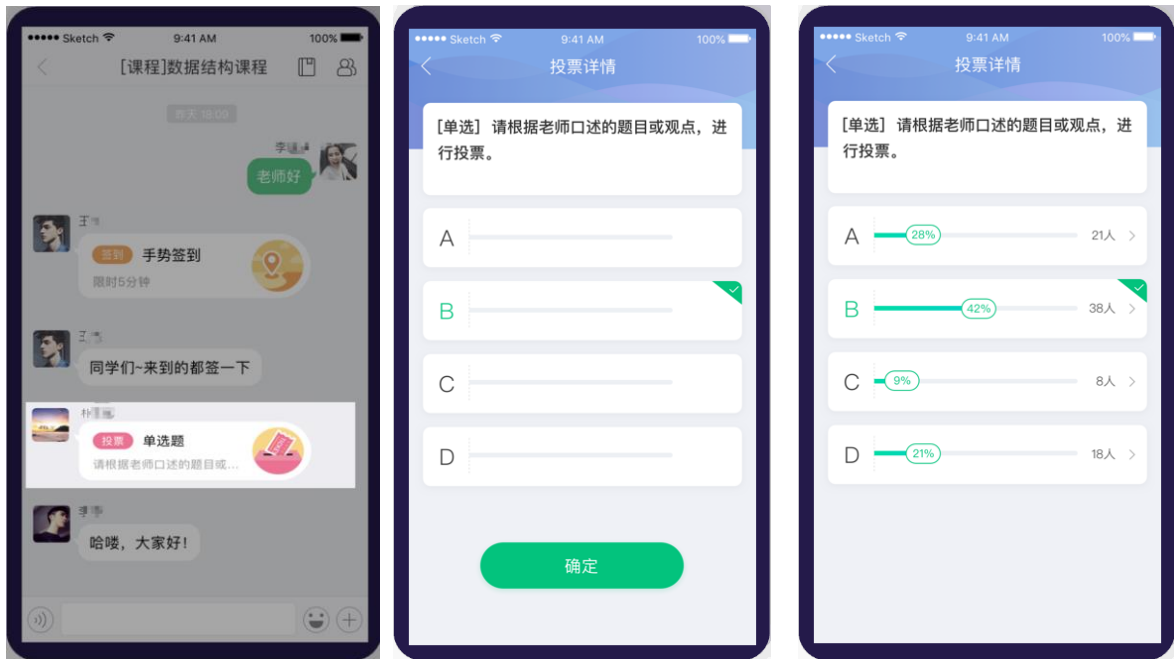 ●●●●● Sketch 9:41 AM 100%
[课程]数据结构课程
昨天 18:09
李
老师好
王
签到 手势签到
限时5分钟
王
同学们~来到的都签一下
朴
投票 单选题
请根据老师口述的题目或...
李
哈喽，大家好!
●●●●● Sketch 9:41 AM 100%
投票详情
[单选] 请根据老师口述的题目或观点，进
行投票。
A
B
C
D
确定
●●●●● Sketch 9:41 AM 100%
投票详情
[单选] 请根据老师口述的题目或观点，进
行投票。
A 28% 21人
B 42% 38人
C 9% 8人
D 21% 18人